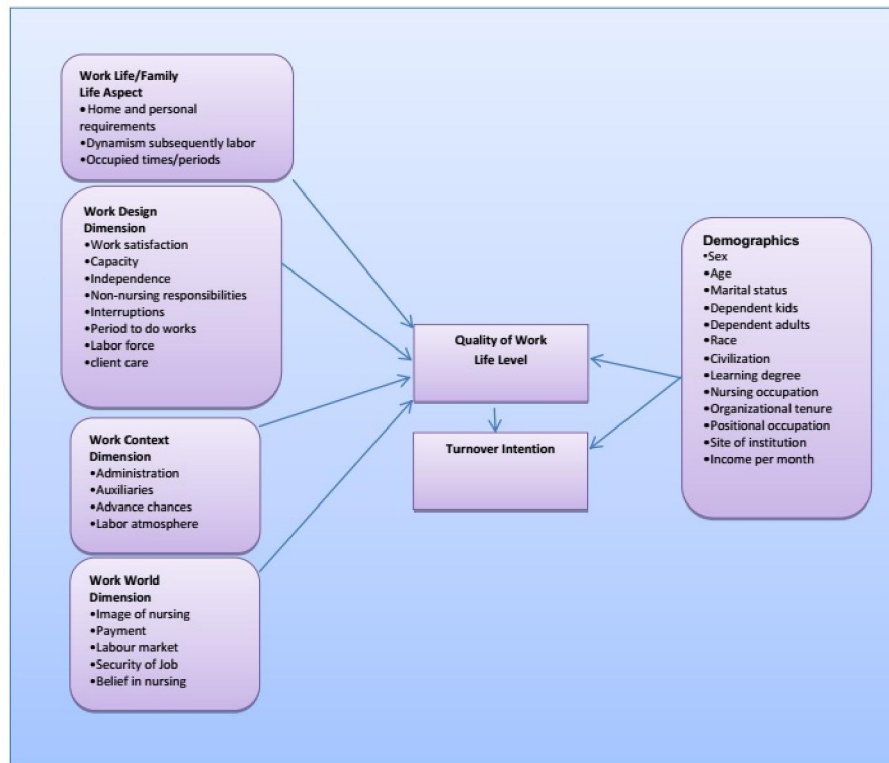 Work Life/Family
Life Aspect
•Home and personal
requirements
•Dynamism subsequently labor
•Occupied times/periods
Work Design
Dimension
•Work satisfaction
•Capacity
•Independence
•Non-nursing responsibilities
•Interruptions
•Period to do works
•Labor force
•client care
Work Context
Dimension
•Administration
•Auxiliaries
•Advance chances
•Labor atmosphere
Work World
Dimension
•Image of nursing
•Payment
•Labour market
•Security of Job
•Belief in nursing
Quality of Work
Life Level
Turnover Intention
Demographics
•Sex
•Age
•Marital status
•Dependent kids
•Dependent adults
•Race
•Civilization
•Learning degree
•Nursing occupation
•Organizational tenure
•Positional occupation
•Site of institution
•Income per month